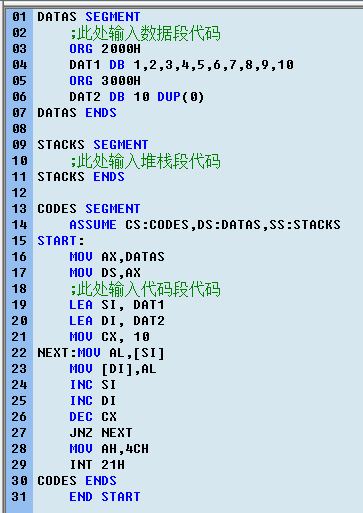 01 DATAS SEGMENT
02     ;此处输入数据段代码
03     ORG 2000H
04     DAT1 DB 1,2,3,4,5,6,7,8,9,10
05     ORG 3000H
06     DAT2 DB 10 DUP(0)
07 DATAS ENDS
08
09 STACKS SEGMENT
10     ;此处输入堆栈段代码
11 STACKS ENDS
12
13 CODES SEGMENT
14     ASSUME CS:CODES,DS:DATAS,SS:STACKS
15 START:
16     MOV AX,DATAS
17     MOV DS,AX
18     ;此处输入代码段代码
19     LEA SI, DAT1
20     LEA DI, DAT2
21     MOV CX, 10
22 NEXT:MOV AL,[SI]
23     MOV [DI],AL
24     INC SI
25     INC DI
26     DEC CX
27     JNZ NEXT
28     MOV AH,4CH
29     INT 21H
30 CODES ENDS
31     END START